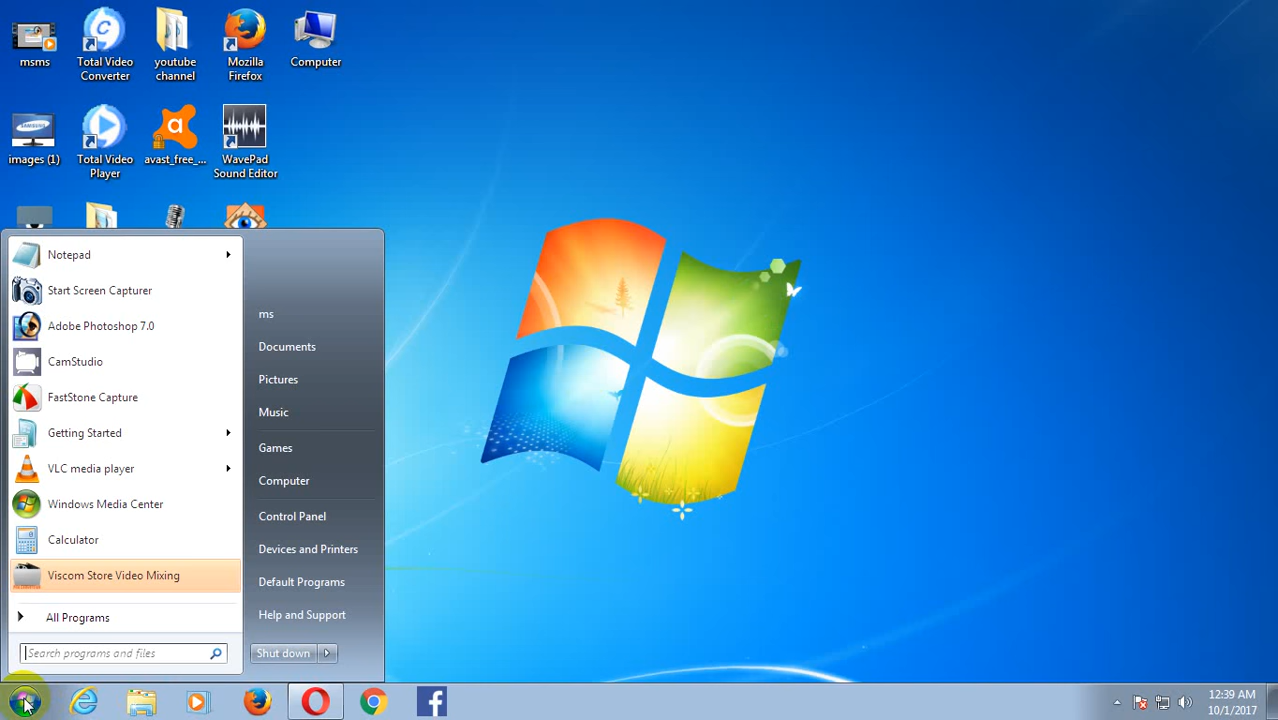 msms
Total Video
Converter
youtube
channel
Mozilla
Firefox
Computer
SAMSUNG
images (1)
Total Video
Player
a
avast_free_...
WavePad
Sound Editor
Notepad
Start Screen Capturer
Adobe Photoshop 7.0
CamStudio
FastStone Capture
Getting Started
VLC media player
Windows Media Center
Calculator
Viscom Store Video Mixing
All Programs
Search programs and files
ms
Documents
Pictures
Music
Games
Computer
Control Panel
Devices and Printers
Default Programs
Help and Support
Shut down
12:39 AM
10/1/2017